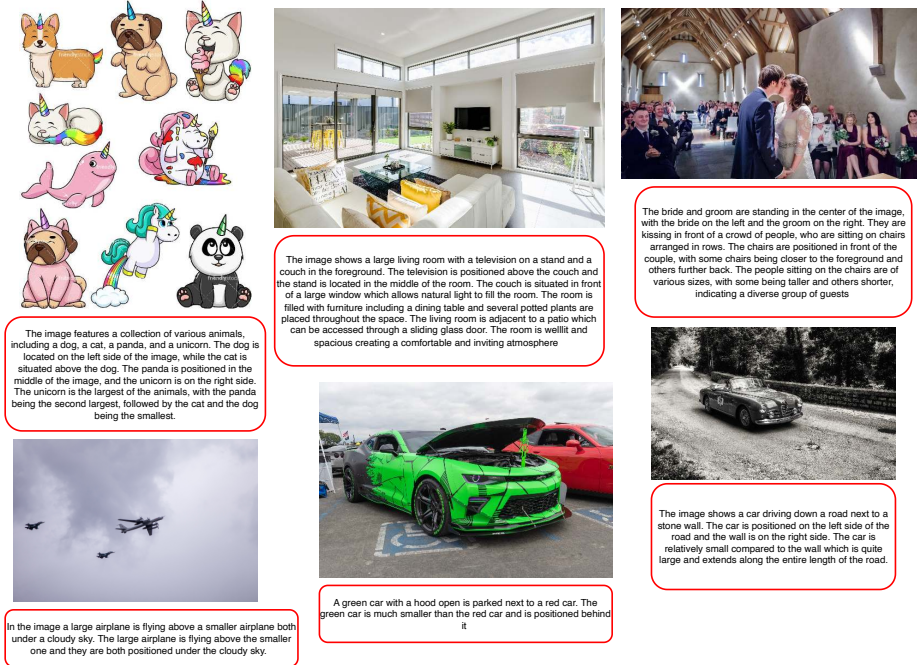 The image features a collection of various animals,
including a dog, a cat, a panda, and a unicorn. The dog is
located on the left side of the image, while the cat is
situated above the dog. The panda is positioned in the
middle of the image, and the unicorn is on the right side.
The unicorn is the largest of the animals, with the panda
being the second largest, followed by the cat and the dog
being the smallest.
The image shows a large living room with a television on a stand and a
couch in the foreground. The television is positioned above the couch and
the stand is located in the middle of the room. The couch is situated in front
of a large window which allows natural light to fill the room. The room is
filled with furniture including a dining table and several potted plants are
placed throughout the space. The living room is adjacent to a patio which
can be accessed through a sliding glass door. The room is welllit and
spacious creating a comfortable and inviting atmosphere
The bride and groom are standing in the center of the image,
with the bride on the left and the groom on the right. They are
kissing in front of a crowd of people, who are sitting on chairs
arranged in rows. The chairs are positioned in front of the
couple, with some chairs being closer to the foreground and
others further back. The people sitting on the chairs are of
various sizes, with some being taller and others shorter,
indicating a diverse group of guests
In the image a large airplane is flying above a smaller airplane both
under a cloudy sky. The large airplane is flying above the smaller
one and they are both positioned under the cloudy sky.
A green car with a hood open is parked next to a red car. The
green car is much smaller than the red car and is positioned behind
it
The image shows a car driving down a road next to a
stone wall. The car is positioned on the left side of the
road and the wall is on the right side. The car is
relatively small compared to the wall which is quite
large and extends along the entire length of the road.